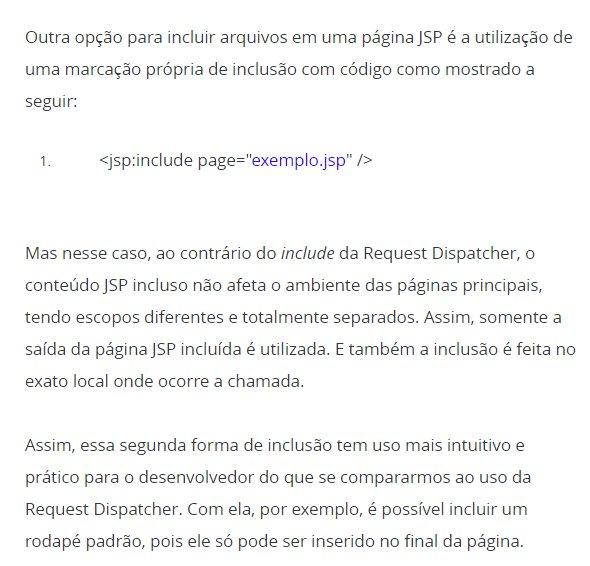 Outra opção para incluir arquivos em uma página JSP é a utilização de
uma marcação própria de inclusão com código como mostrado a
seguir:
1. <jsp:include page="exemplo.jsp" />
Mas nesse caso, ao contrário do include da Request Dispatcher, o
conteúdo JSP incluso não afeta o ambiente das páginas principais,
tendo escopos diferentes e totalmente separados. Assim, somente a
saída da página JSP incluída é utilizada. E também a inclusão é feita no
exato local onde ocorre a chamada.
Assim, essa segunda forma de inclusão tem uso mais intuitivo e
prático para o desenvolvedor do que se compararmos ao uso da
Request Dispatcher. Com ela, por exemplo, é possível incluir um
rodapé padrão, pois ele só pode ser inserido no final da página.